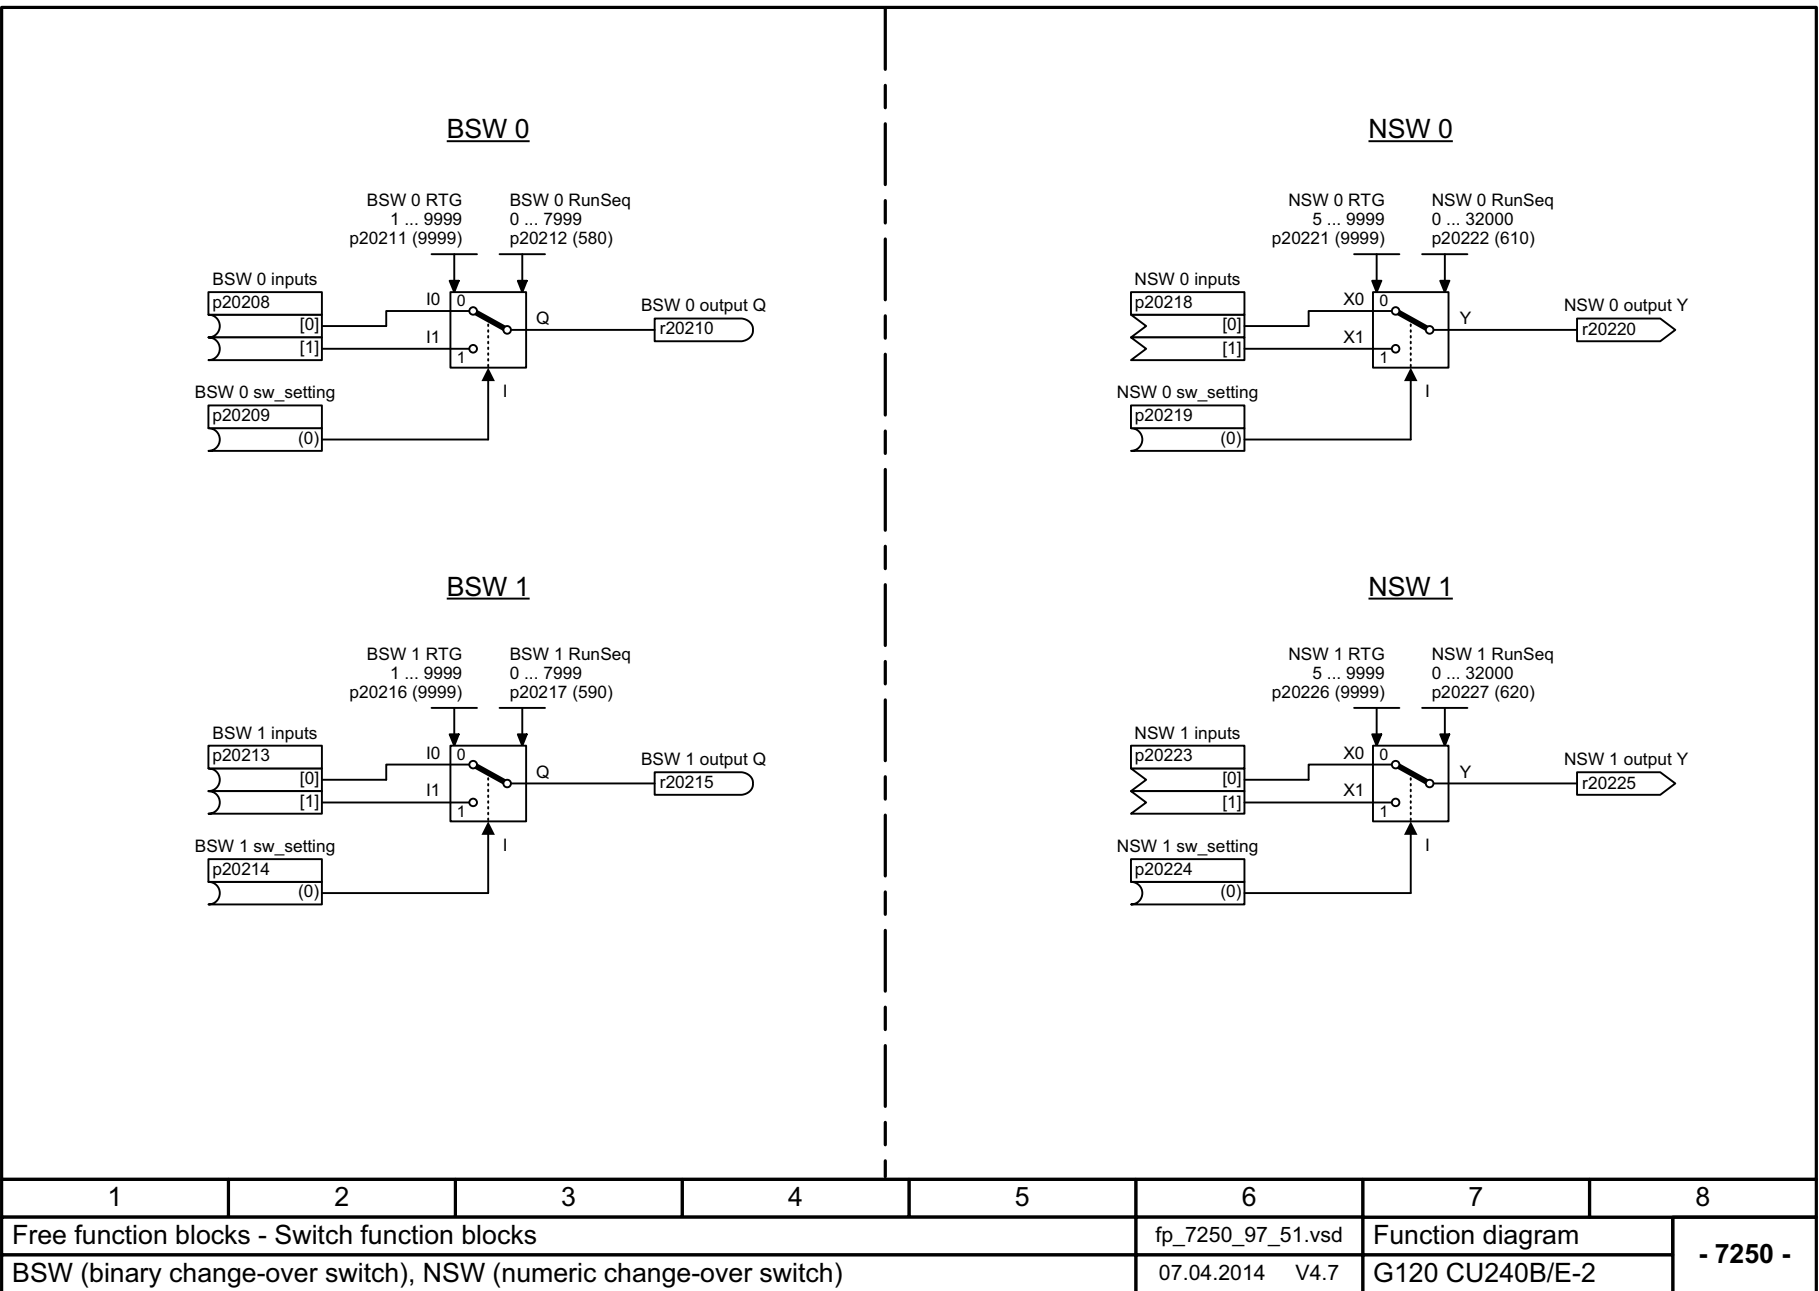 BSW 0
BSW 0 RTG
1 ... 9999
p20211 (9999)
BSW 0 RunSeq
0 ... 7999
p20212 (580)
BSW 0 inputs
p20208
[0]
[1]
I0
I1
0
1
Q
I
BSW 0 output Q
r20210
BSW 0 sw_setting
p20209
(0)
NSW 0
NSW 0 RTG
5 ... 9999
p20221 (9999)
NSW 0 RunSeq
0 ... 32000
p20222 (610)
NSW 0 inputs
p20218
[0]
[1]
X0
X1
0
1
Y
I
NSW 0 output Y
r20220
NSW 0 sw_setting
p20219
(0)
BSW 1
BSW 1 RTG
1 ... 9999
p20216 (9999)
BSW 1 RunSeq
0 ... 7999
p20217 (590)
BSW 1 inputs
p20213
[0]
[1]
I0
I1
0
1
Q
I
BSW 1 output Q
r20215
BSW 1 sw_setting
p20214
(0)
NSW 1
NSW 1 RTG
5 ... 9999
p20226 (9999)
NSW 1 RunSeq
0 ... 32000
p20227 (620)
NSW 1 inputs
p20223
[0]
[1]
X0
X1
0
1
Y
I
NSW 1 output Y
r20225
NSW 1 sw_setting
p20224
(0)
1 2 3 4 5 6 7 8
Free function blocks - Switch function blocks
fp_7250_97_51.vsd
Function diagram
- 7250 -
BSW (binary change-over switch), NSW (numeric change-over switch)
07.04.2014 V4.7
G120 CU240B/E-2